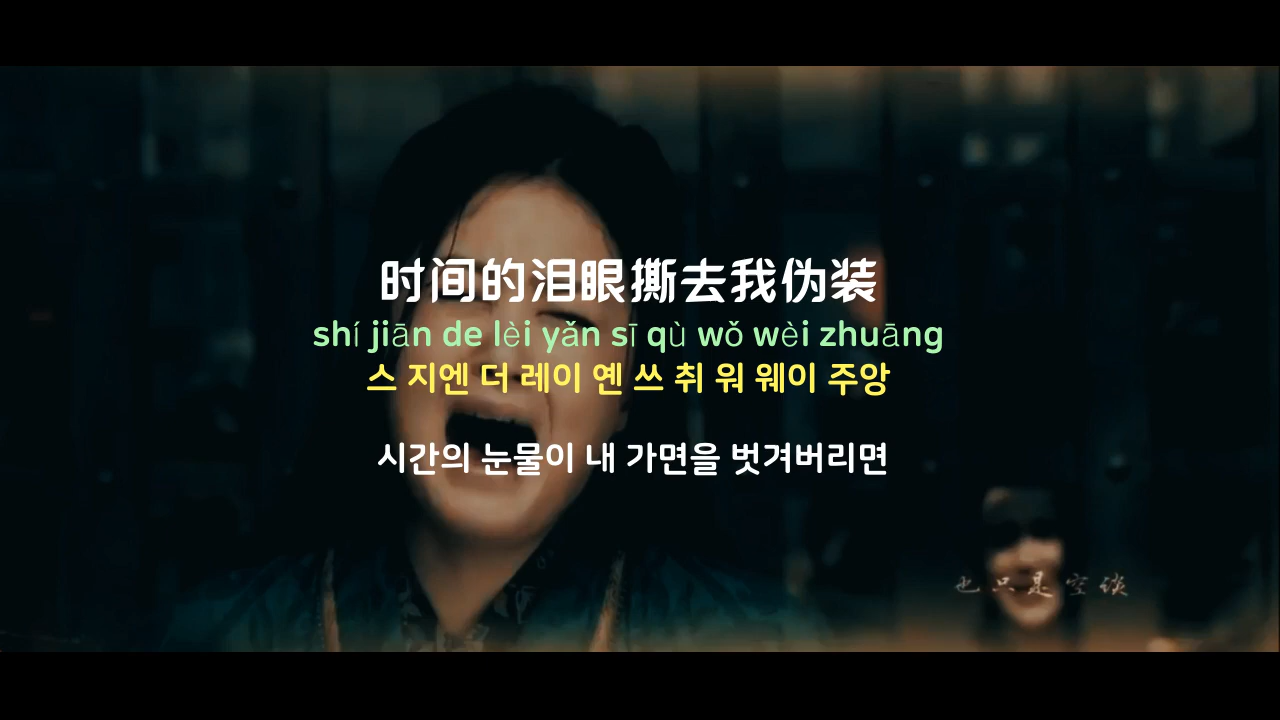 时间的泪眼撕去我伪装
shí jiān de lèi yǎn sī qù wǒ wèi zhuāng
스 지엔 더 레이 옌 쓰 취 워 웨이 주앙
시간의 눈물이 내 가면을 벗겨버리면
也只是空谈